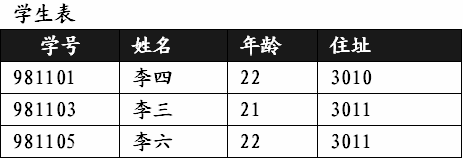 学生表
学号 姓名 年龄 住址
981101 李四 22 3010
981103 李三 21 3011
981105 李六 22 3011